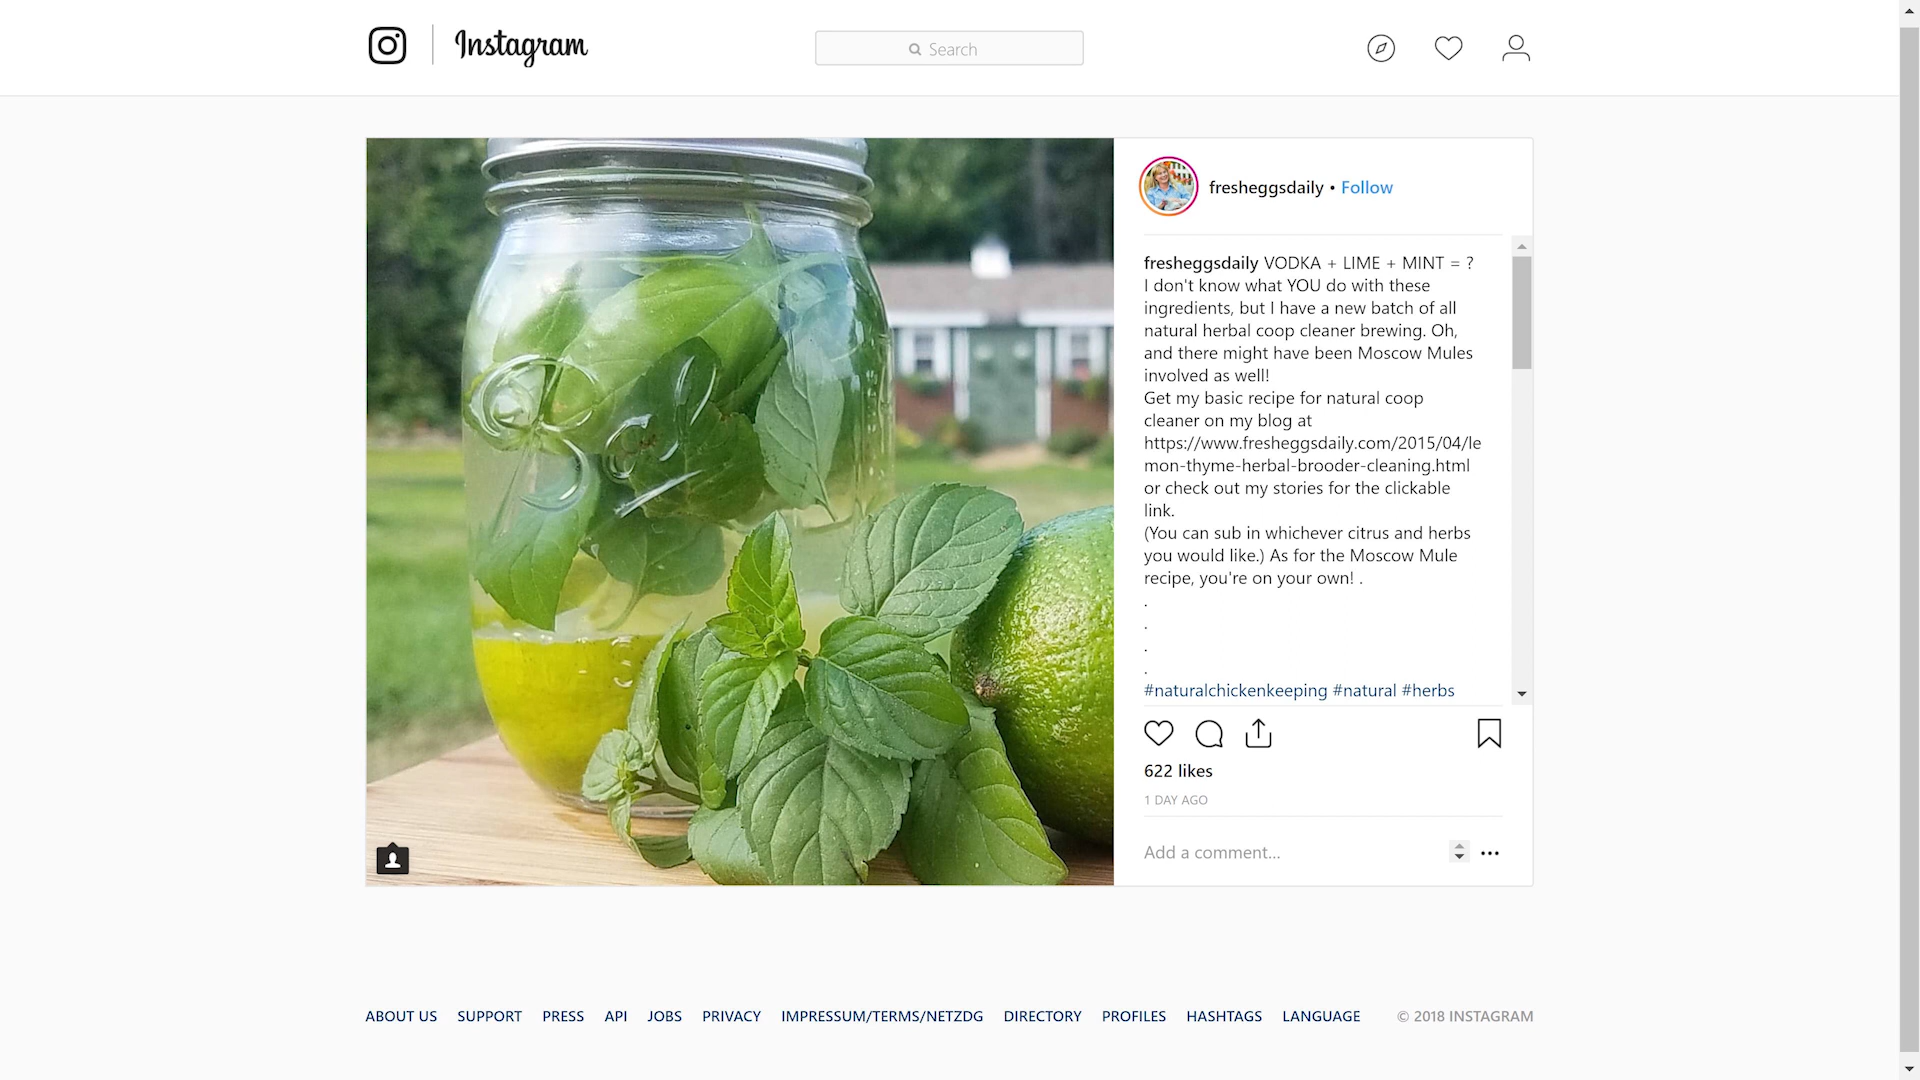 Instagram
Search
fresheggsdaily • Follow
fresheggsdaily VODKA + LIME + MINT = ?
I don't know what YOU do with these
ingredients, but I have a new batch of all
natural herbal coop cleaner brewing. Oh,
and there might have been Moscow Mules
involved as well!
Get my basic recipe for natural coop
cleaner on my blog at
https://www.fresheggsdaily.com/2015/04/le
mon-thyme-herbal-brooder-cleaning.html
or check out my stories for the clickable
link.
(You can sub in whichever citrus and herbs
you would like.) As for the Moscow Mule
recipe, you're on your own! .
.
.
.
.
#naturalchickenkeeping #natural #herbs
622 likes
1 DAY AGO
Add a comment...
ABOUT US SUPPORT PRESS API JOBS PRIVACY IMPRESSUM/TERMS/NETZDG DIRECTORY PROFILES HASHTAGS LANGUAGE © 2018 INSTAGRAM